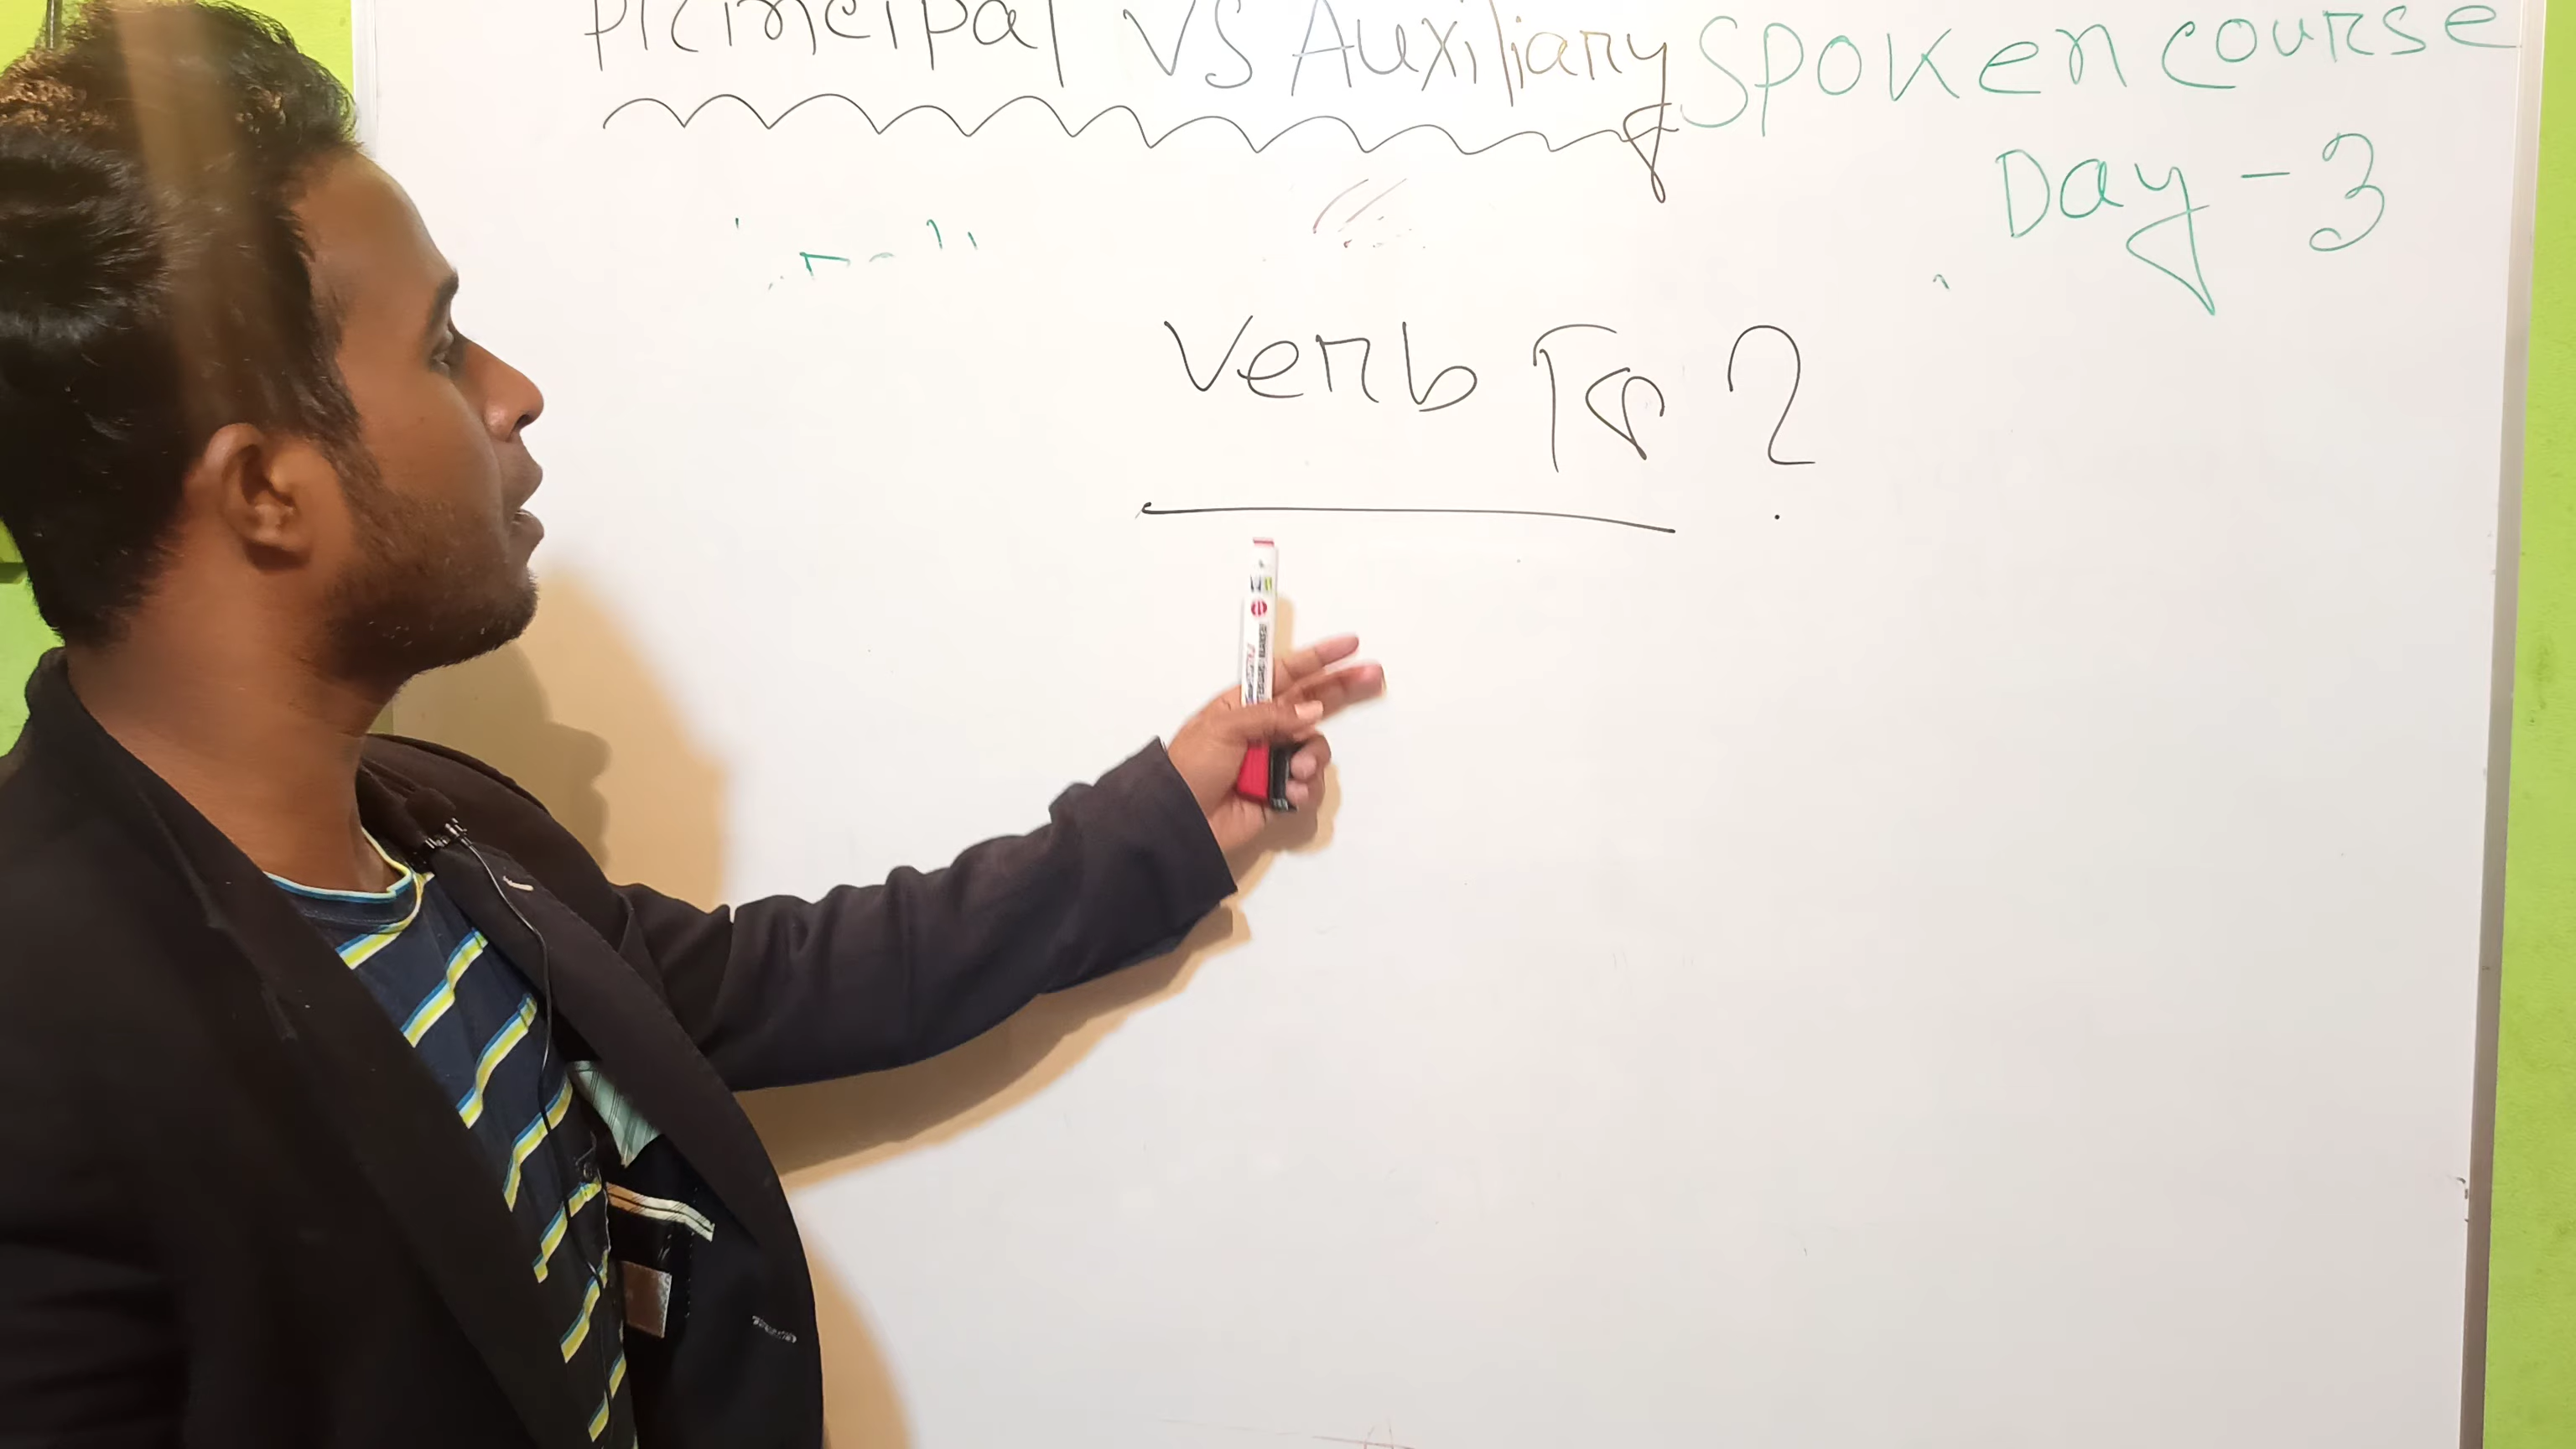 Principal VS Auxiliary
Spoken course
Day - 3
verb কি ?